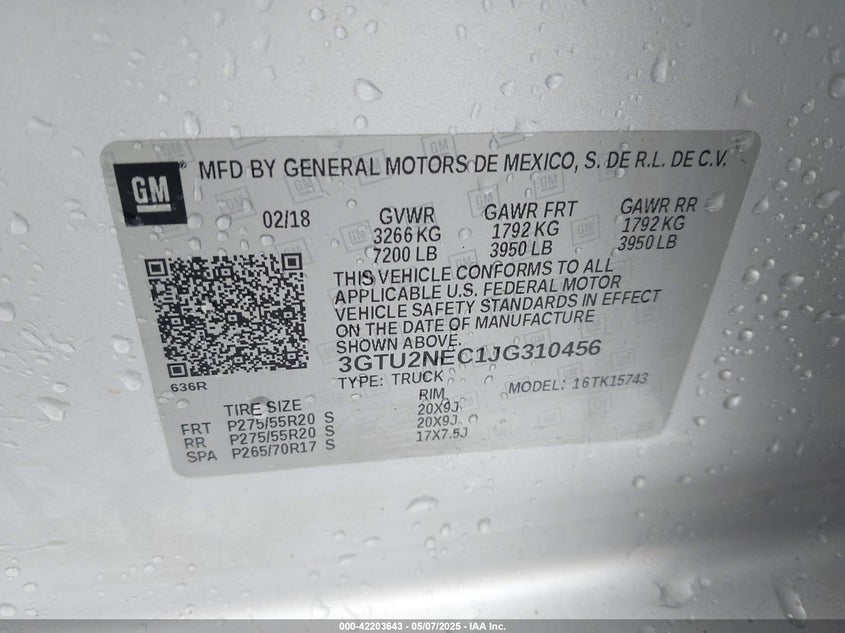 GM ® MFD BY GENERAL MOTORS DE MEXICO, S. DE R.L. DE C.V.
02/18 GVWR GAWR FRT GAWR RR
3266 KG 1792 KG 1792 KG
7200 LB 3950 LB 3950 LB
THIS VEHICLE CONFORMS TO ALL
APPLICABLE U.S. FEDERAL MOTOR
VEHICLE SAFETY STANDARDS IN EFFECT
ON THE DATE OF MANUFACTURE
SHOWN ABOVE.
3GTU2NEC1JG310456
636R TYPE: TRUCK MODEL: 16TK15743
TIRE SIZE RIM
FRT P275/55R20 S 20X9J
RR P275/55R20 S 20X9J
SPA P265/70R17 S 17X7.5J
000-42203643 - 05/07/2025 - IAA Inc.